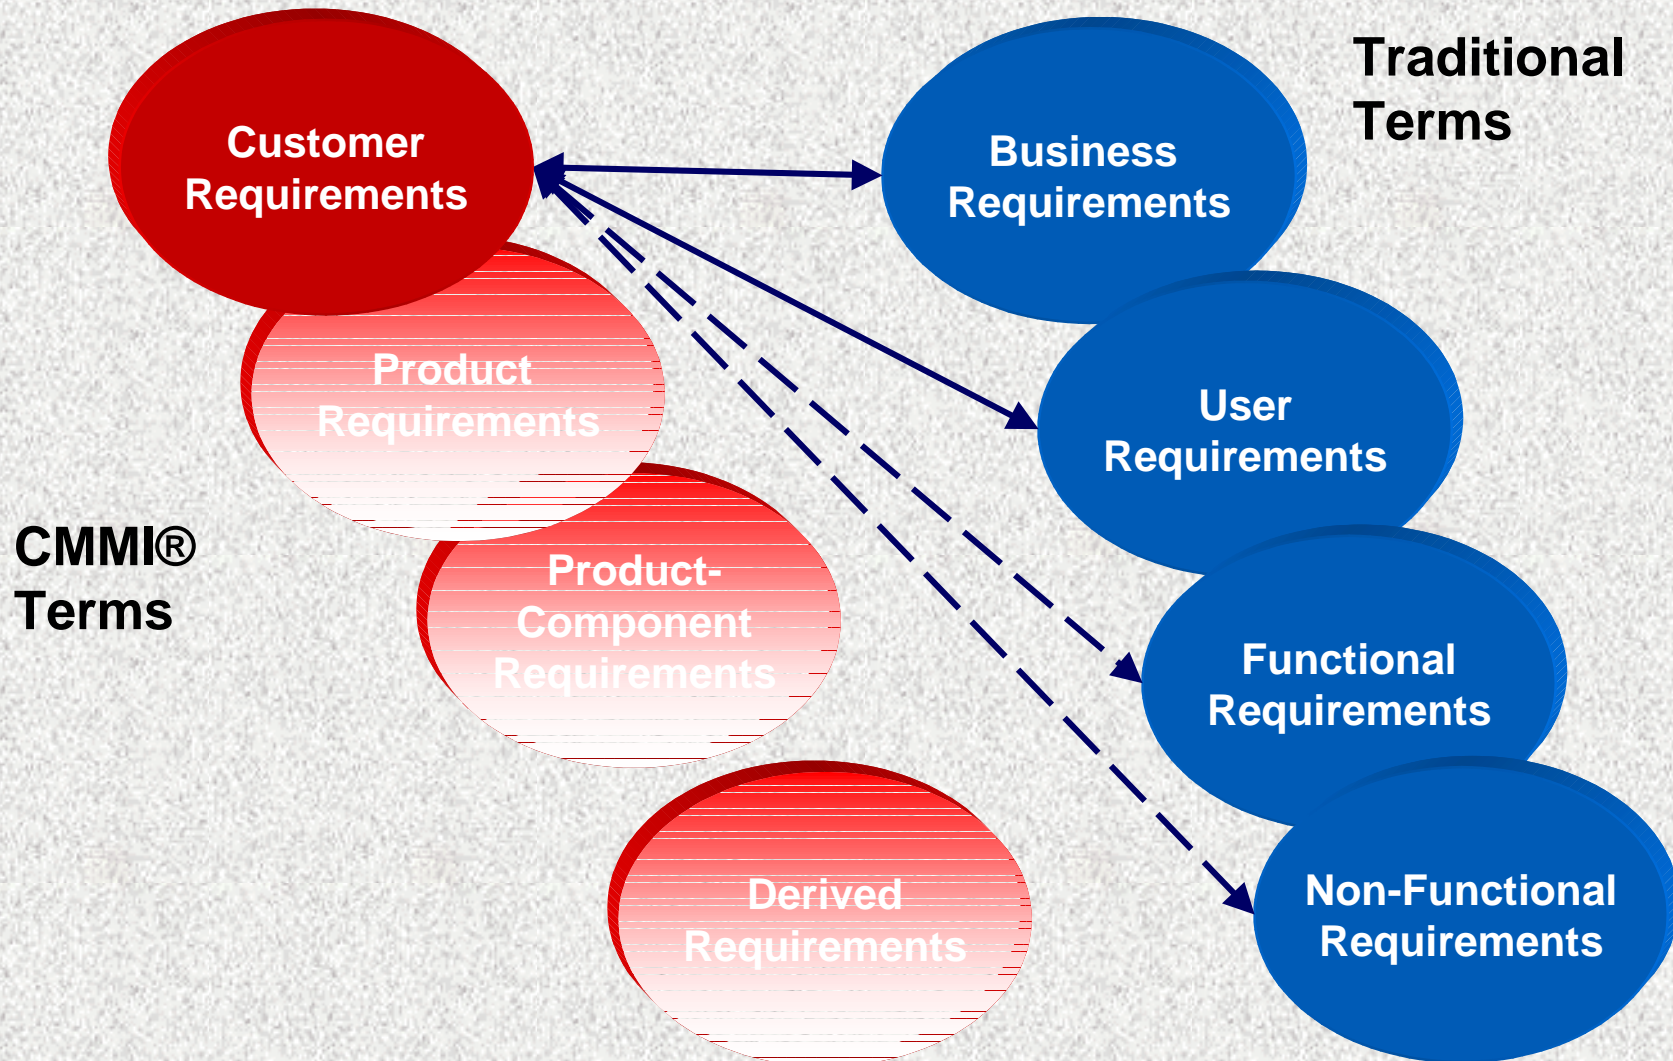 Traditional
Terms
Customer
Requirements
Business
Requirements
Product
Requirements
User
Requirements
CMMI®
Terms
Product-
Component
Requirements
Functional
Requirements
Derived
Requirements
Non-Functional
Requirements